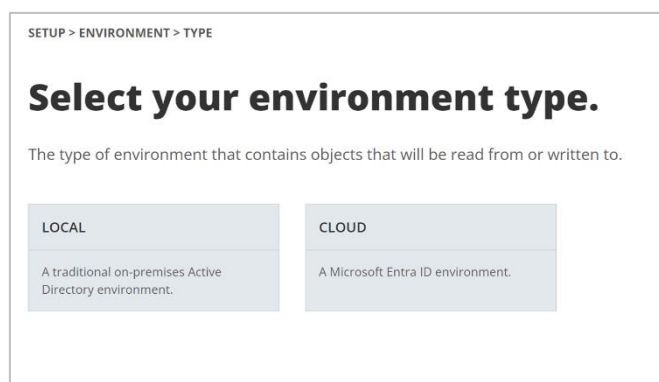 SETUP > ENVIRONMENT > TYPE
Select your environment type.
The type of environment that contains objects that will be read from or written to.
LOCAL
A traditional on-premises Active
Directory environment.
CLOUD
A Microsoft Entra ID environment.